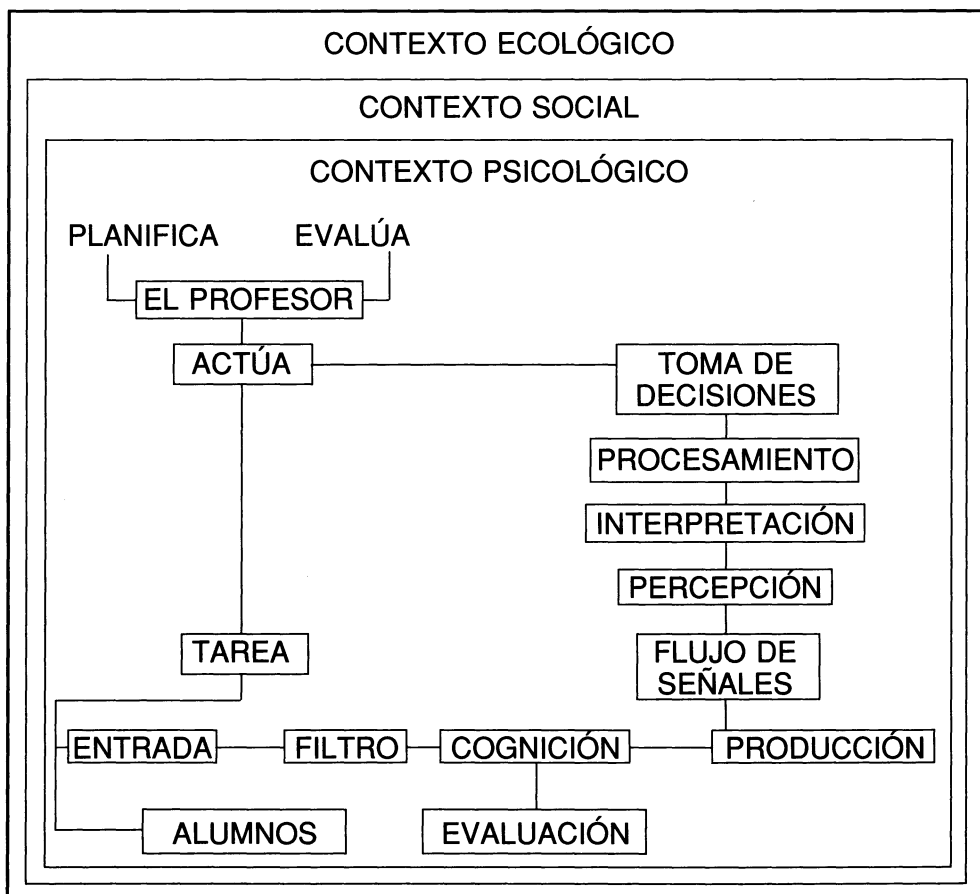 CONTEXTO ECOLÓGICO
CONTEXTO SOCIAL
CONTEXTO PSICOLÓGICO
PLANIFICA
EVALÚA
EL PROFESOR
ACTÚA
TOMA DE
DECISIONES
PROCESAMIENTO
INTERPRETACIÓN
PERCEPCIÓN
TAREA
FLUJO DE
SEÑALES
ENTRADA
FILTRO
COGNICIÓN
PRODUCCIÓN
ALUMNOS
EVALUACIÓN